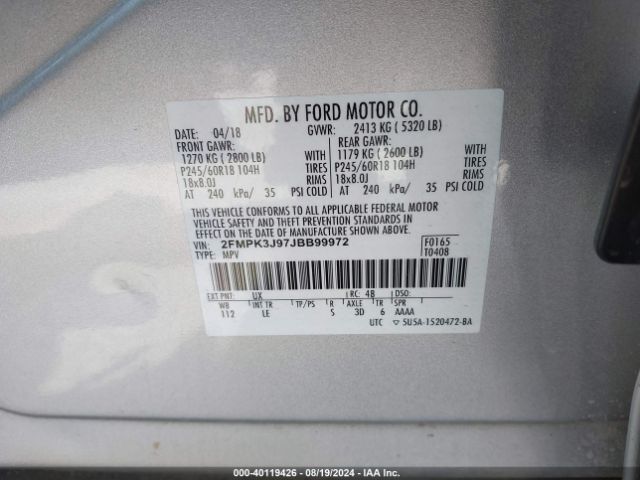 MFD. BY FORD MOTOR CO.
DATE: 04/18 GVWR: 2413 KG ( 5320 LB)
FRONT GAWR: REAR GAWR:
1270 KG ( 2800 LB) WITH 1179 KG ( 2600 LB) WITH
P245/60R18 104H TIRES P245/60R18 104H TIRES
18x8.0J RIMS 18x8.0J RIMS
AT 240 kPa/ 35 PSI COLD AT 240 kPa/ 35 PSI COLD
THIS VEHICLE CONFORMS TO ALL APPLICABLE FEDERAL MOTOR
VEHICLE SAFETY AND THEFT PREVENTION STANDARDS IN
EFFECT ON THE DATE OF MANUFACTURE SHOWN ABOVE.
VIN: 2FMPK3J97JBB99972 F0165
TYPE: MPV T0408
EXT PNT: UX RC: 48 DSO:
WB INT TR TP/PS R AXLE TR SPR
112 LE S 3D 6 AAAA
UTC ▽ 5U5A-1520472-BA
000-40119426 - 08/19/2024 - IAA Inc.